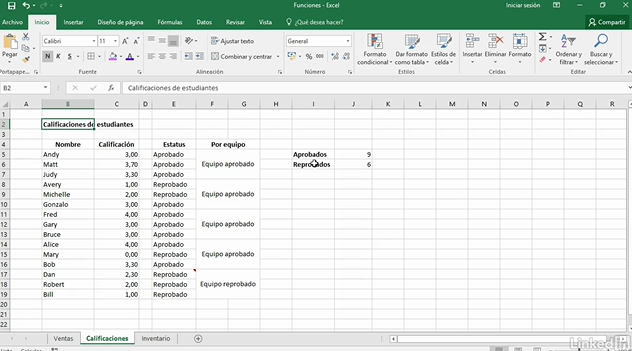 Funciones - Excel
Iniciar sesión
Archivo Inicio Insertar Diseño de página Fórmulas Datos Revisar Vista ¿Qué desea hacer? Compartir
Pegar
Calibri 11
Ajustar texto
Combinar y centrar
General
Formato condicional
Dar formato como tabla
Estilos de celda
Insertar Eliminar Formato
Ordenar y filtrar
Buscar y seleccionar
Portapape... Fuente Alineación Número Estilos Celdas
B2 Calificaciones de estudiantes
A B C D E F G H I J K L M N O P Q R
1
2 Calificaciones de estudiantes
3
4 Nombre Calificación Estatus Por equipo
5 Andy 3,00 Aprobado Aprobados 9
6 Matt 3,70 Aprobado Equipo aprobado Reprobados 6
7 Judy 3,30 Aprobado
8 Avery 1,00 Reprobado
9 Michelle 2,00 Reprobado Equipo aprobado
10 Gonzalo 3,00 Aprobado
11 Fred 4,00 Aprobado
12 Gary 3,00 Aprobado Equipo aprobado
13 Bruce 3,00 Aprobado
14 Alice 4,00 Aprobado
15 Mary 0,00 Reprobado Equipo aprobado
16 Bob 3,30 Aprobado
17 Dan 2,30 Reprobado
18 Robert 2,00 Reprobado Equipo reprobado
19 Bill 1,00 Reprobado
20
21
22
Ventas Calificaciones Inventario
LinkedIn